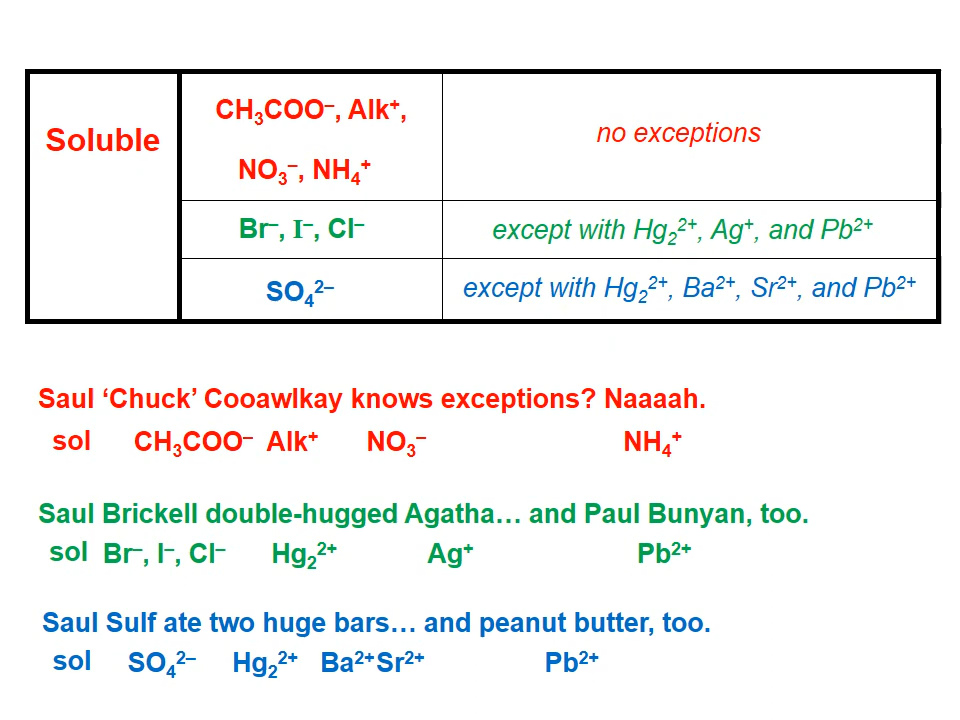 Soluble
CH₃COO⁻, Alk⁺,
NO₃⁻, NH₄⁺
no exceptions
Br⁻, I⁻, Cl⁻
except with Hg₂²⁺, Ag⁺, and Pb²⁺
SO₄²⁻
except with Hg₂²⁺, Ba²⁺, Sr²⁺, and Pb²⁺
Saul ‘Chuck’ Cooawlkay knows exceptions? Naaaah.
sol CH₃COO⁻ Alk⁺ NO₃⁻ NH₄⁺
Saul Brickell double-hugged Agatha… and Paul Bunyan, too.
sol Br⁻, I⁻, Cl⁻ Hg₂²⁺ Ag⁺ Pb²⁺
Saul Sulf ate two huge bars… and peanut butter, too.
sol SO₄²⁻ Hg₂²⁺ Ba²⁺ Sr²⁺ Pb²⁺